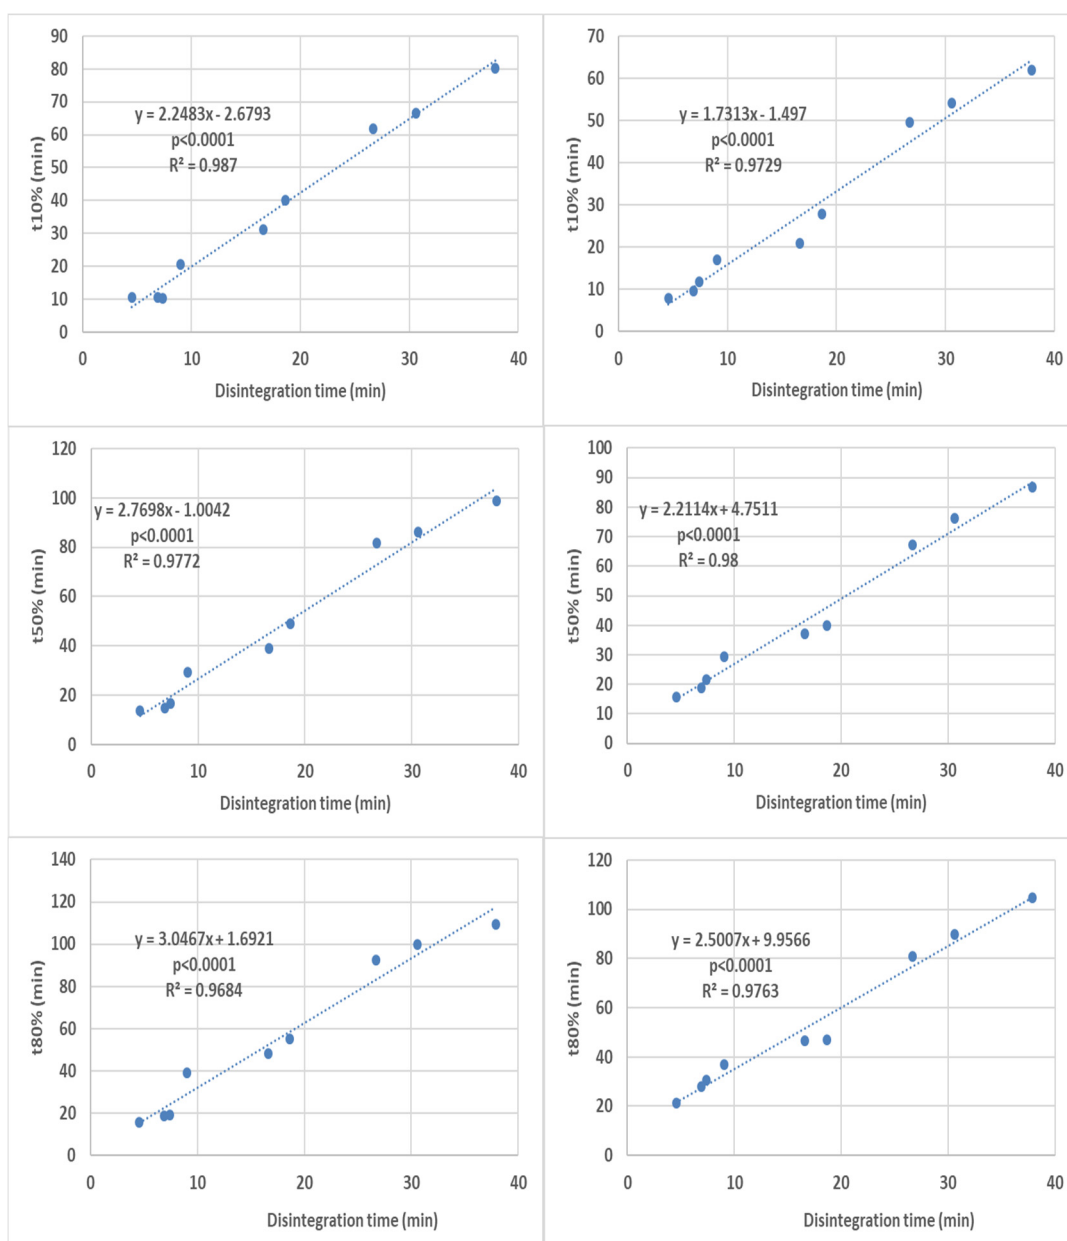 90
80
70
60
50
40
30
20
10
0
t10% (min)
y = 2.2483x - 2.6793
p<0.0001
R² = 0.987
0 10 20 30 40
Disintegration time (min)
70
60
50
40
30
20
10
0
t10% (min)
y = 1.7313x - 1.497
p<0.0001
R² = 0.9729
0 10 20 30 40
Disintegration time (min)
120
100
80
60
40
20
0
t50% (min)
y = 2.7698x - 1.0042
p<0.0001
R² = 0.9772
0 10 20 30 40
Disintegration time (min)
100
90
80
70
60
50
40
30
20
10
0
t50% (min)
y = 2.2114x + 4.7511
p<0.0001
R² = 0.98
0 10 20 30 40
Disintegration time (min)
140
120
100
80
60
40
20
0
t80% (min)
y = 3.0467x + 1.6921
p<0.0001
R² = 0.9684
0 10 20 30 40
Disintegration time (min)
120
100
80
60
40
20
0
t80% (min)
y = 2.5007x + 9.9566
p<0.0001
R² = 0.9763
0 10 20 30 40
Disintegration time (min)